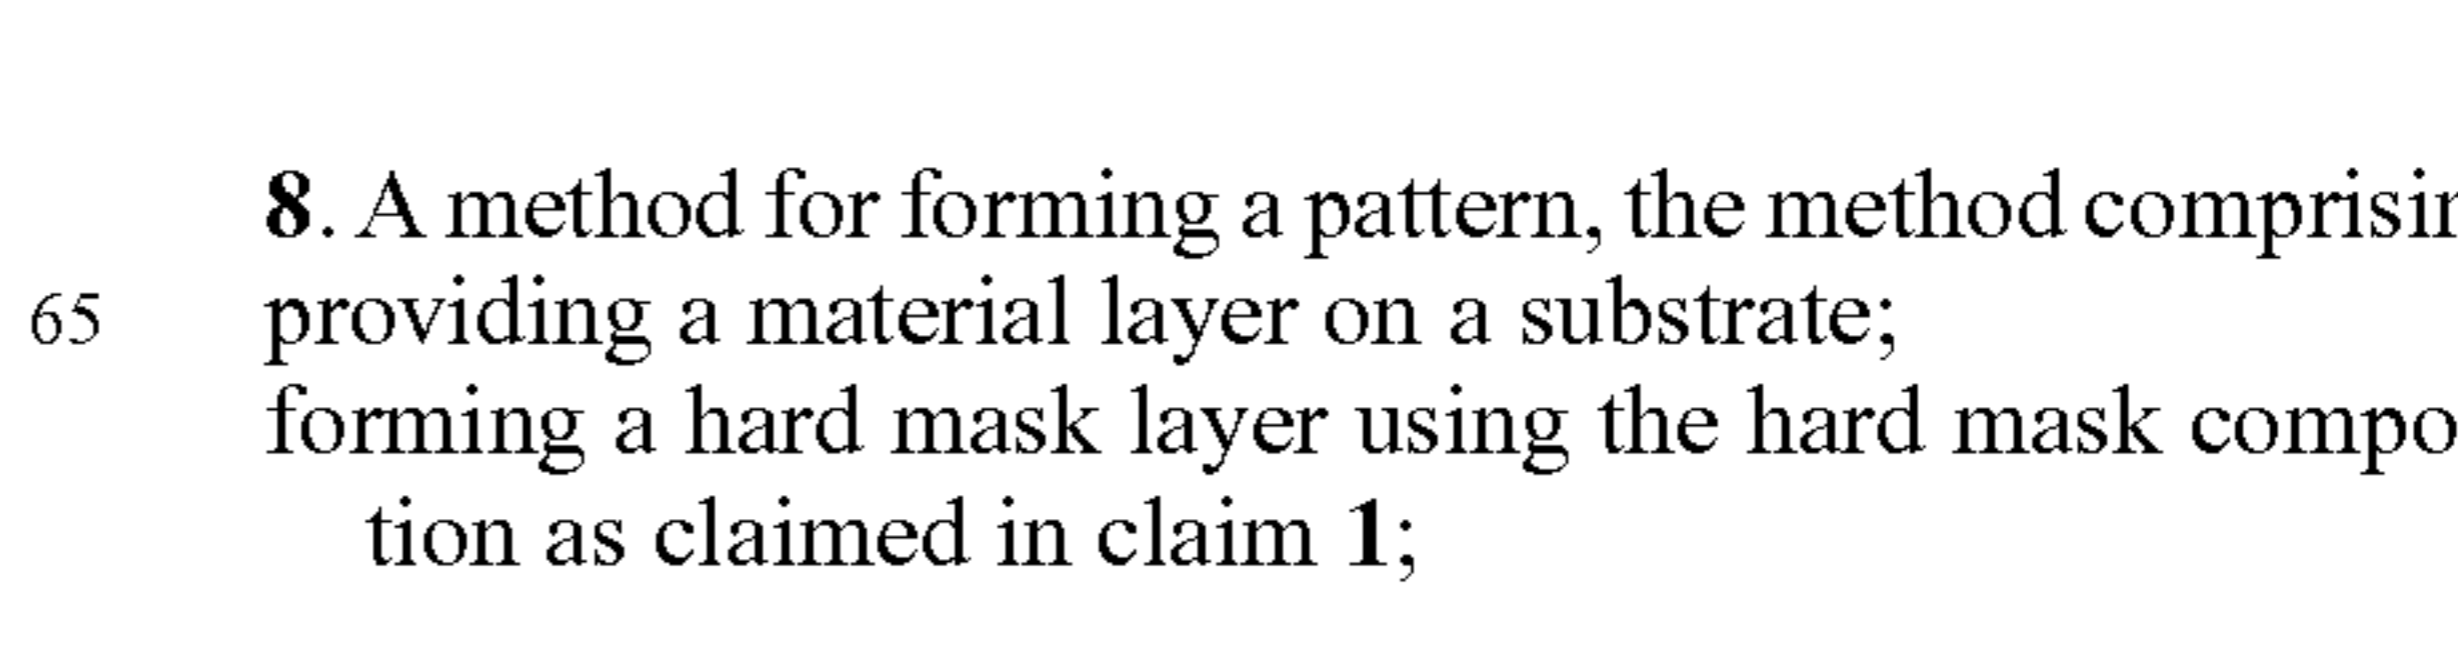 8. A method for forming a pattern, the method comprisin
65 providing a material layer on a substrate;
forming a hard mask layer using the hard mask compo
tion as claimed in claim 1;